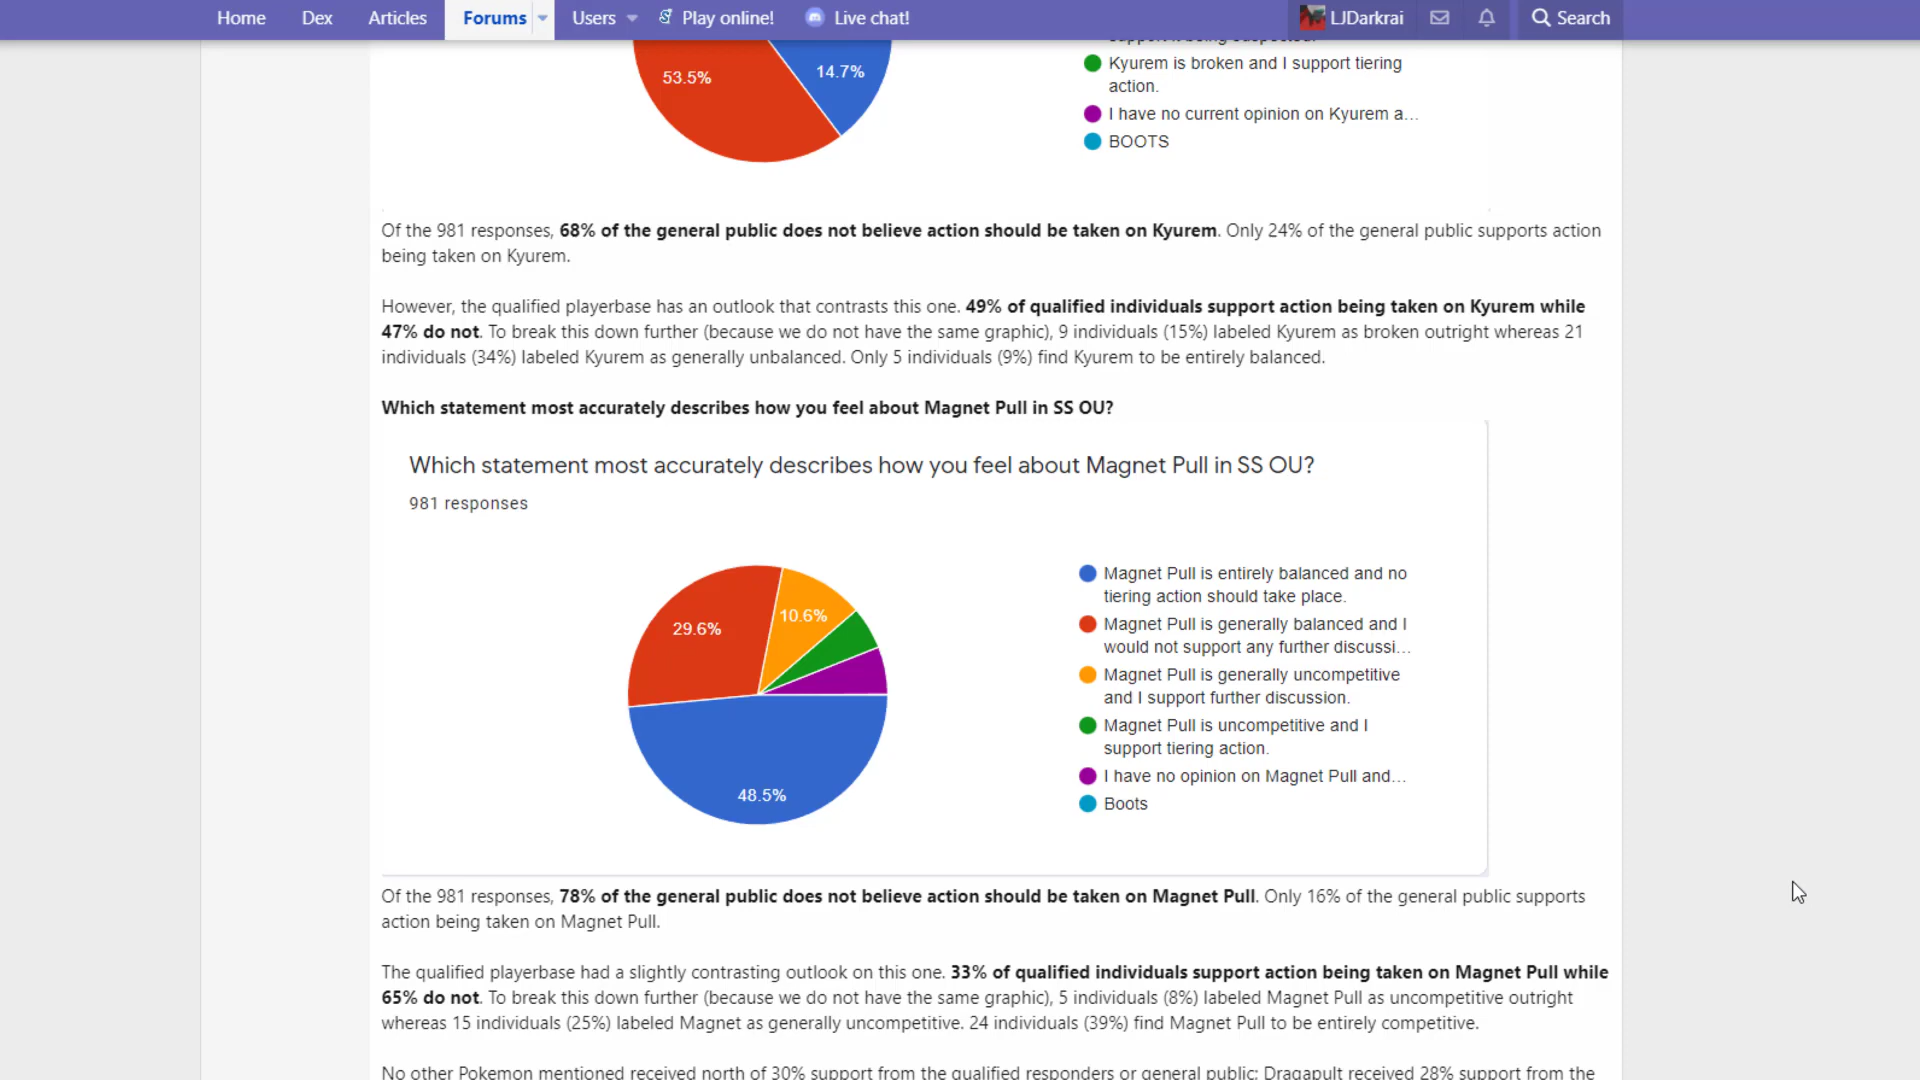 Home Dex Articles Forums Users Play online! Live chat! LJDarkrai Search
support it being suspected.
53.5%
14.7%
Kyurem is broken and I support tiering
action.
I have no current opinion on Kyurem a...
BOOTS
Of the 981 responses, 68% of the general public does not believe action should be taken on Kyurem. Only 24% of the general public supports action
being taken on Kyurem.
However, the qualified playerbase has an outlook that contrasts this one. 49% of qualified individuals support action being taken on Kyurem while
47% do not. To break this down further (because we do not have the same graphic), 9 individuals (15%) labeled Kyurem as broken outright whereas 21
individuals (34%) labeled Kyurem as generally unbalanced. Only 5 individuals (9%) find Kyurem to be entirely balanced.
Which statement most accurately describes how you feel about Magnet Pull in SS OU?
Which statement most accurately describes how you feel about Magnet Pull in SS OU?
981 responses
29.6%
10.6%
48.5%
Magnet Pull is entirely balanced and no
tiering action should take place.
Magnet Pull is generally balanced and I
would not support any further discussi...
Magnet Pull is generally uncompetitive
and I support further discussion.
Magnet Pull is uncompetitive and I
support tiering action.
I have no opinion on Magnet Pull and...
Boots
Of the 981 responses, 78% of the general public does not believe action should be taken on Magnet Pull. Only 16% of the general public supports
action being taken on Magnet Pull.
The qualified playerbase had a slightly contrasting outlook on this one. 33% of qualified individuals support action being taken on Magnet Pull while
65% do not. To break this down further (because we do not have the same graphic), 5 individuals (8%) labeled Magnet Pull as uncompetitive outright
whereas 15 individuals (25%) labeled Magnet as generally uncompetitive. 24 individuals (39%) find Magnet Pull to be entirely competitive.
No other Pokemon mentioned received north of 30% support from the qualified responders or general public; Dragapult received 28% support from the